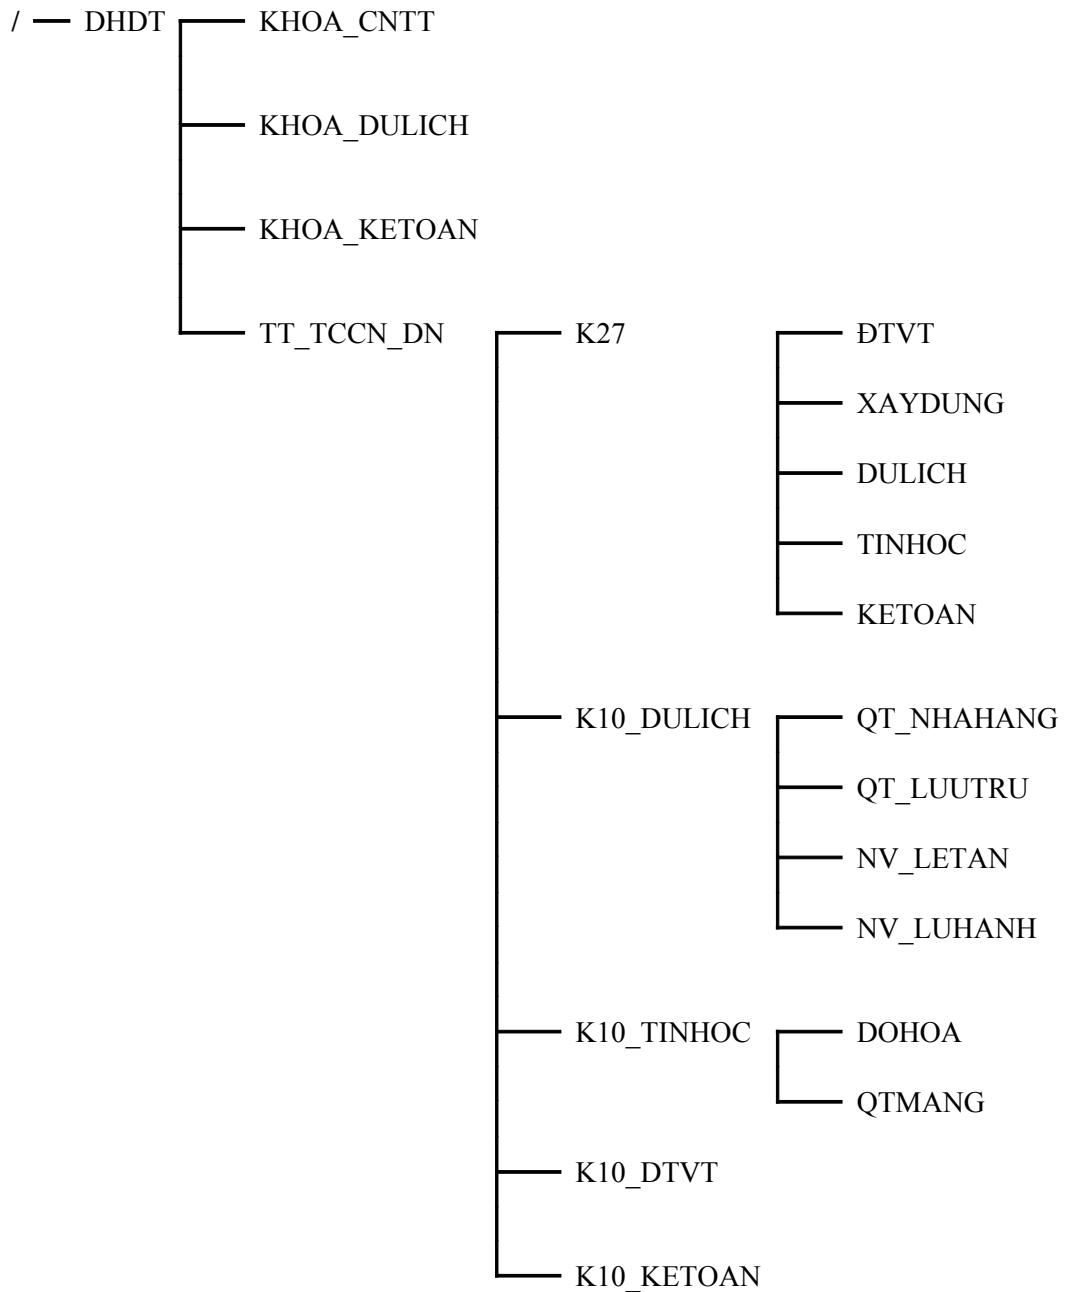 / DHDT KHOA_CNTT
KHOA_DULICH
KHOA_KETOAN
TT_TCCN_DN K27 ĐTVT
XAYDUNG
DULICH
TINHOC
KETOAN
K10_DULICH QT_NHAHANG
QT_LUUTRU
NV_LETAN
NV_LUHANH
K10_TINHOC DOHOA
QTMANG
K10_DTVT
K10_KETOAN